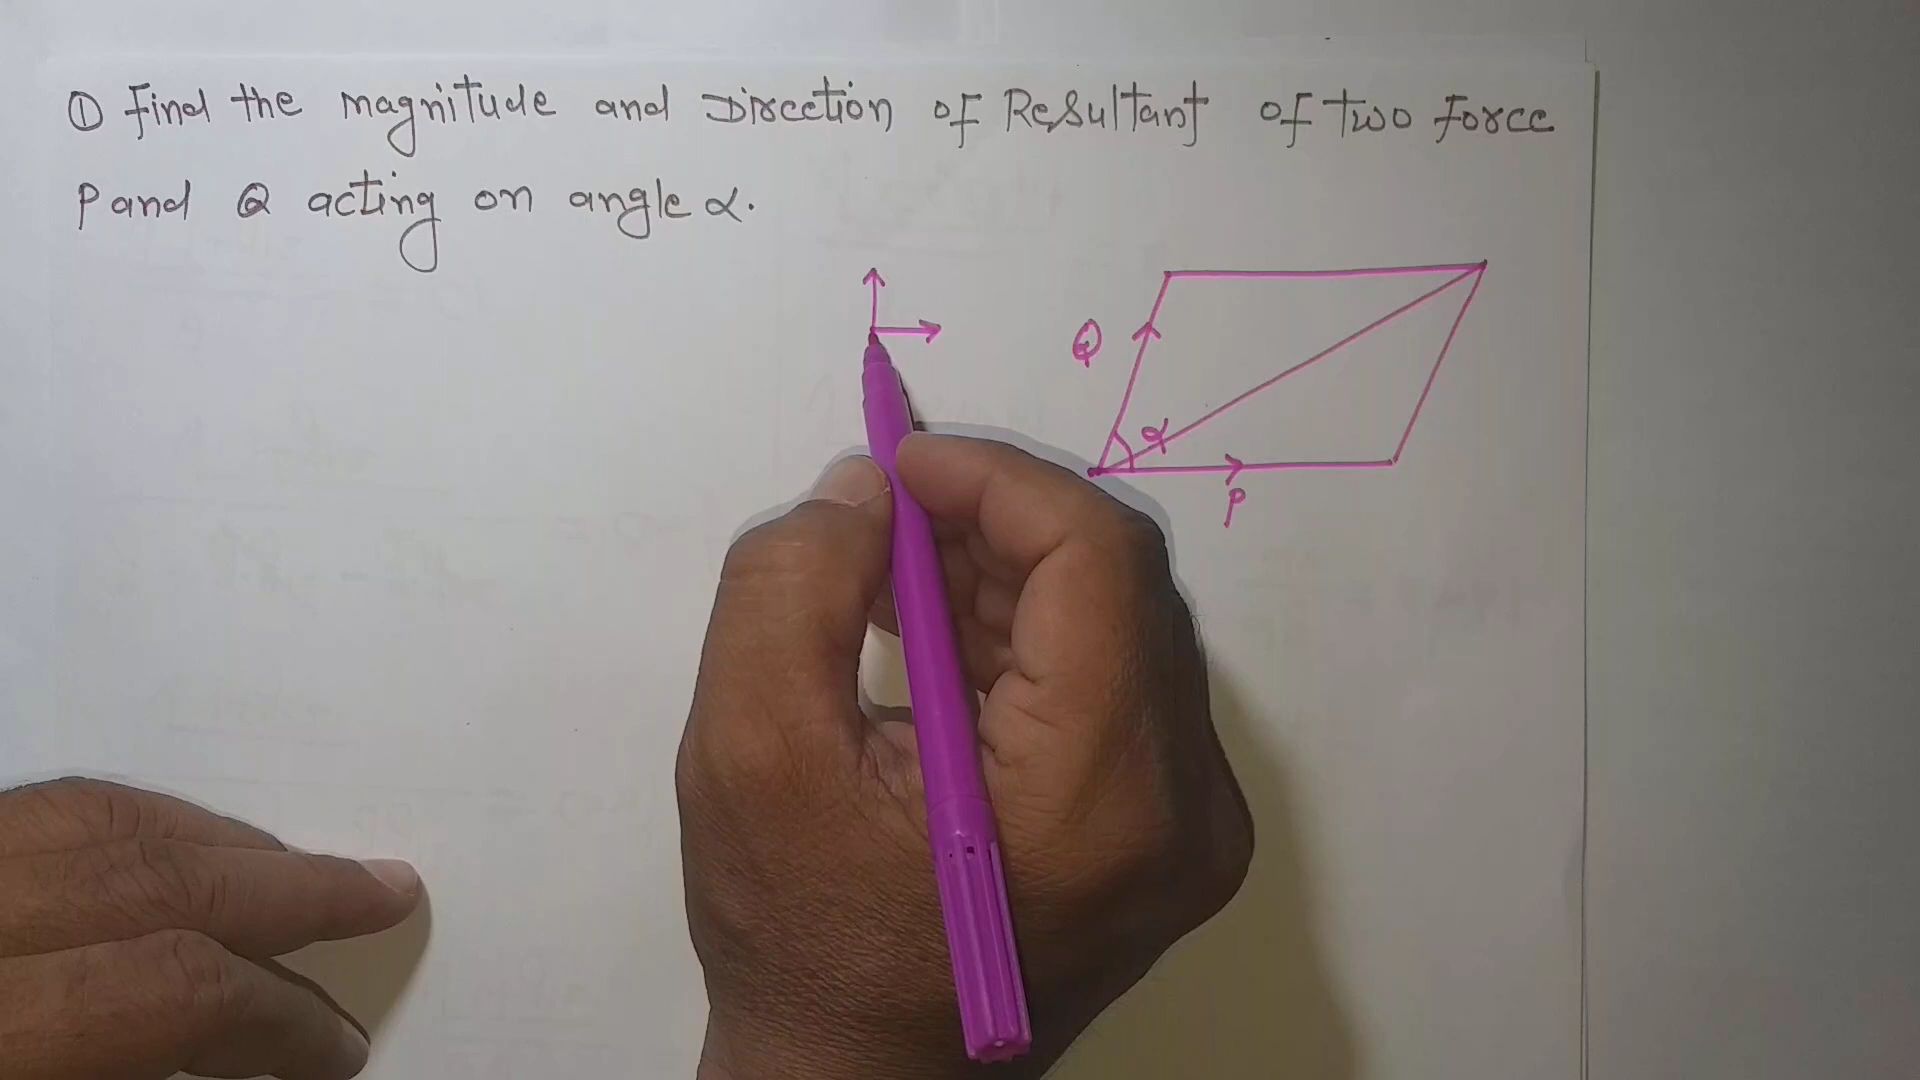 ① Find the magnitude and Direction of Resultant of two force
P and Q acting on angle α.
Q
α
P